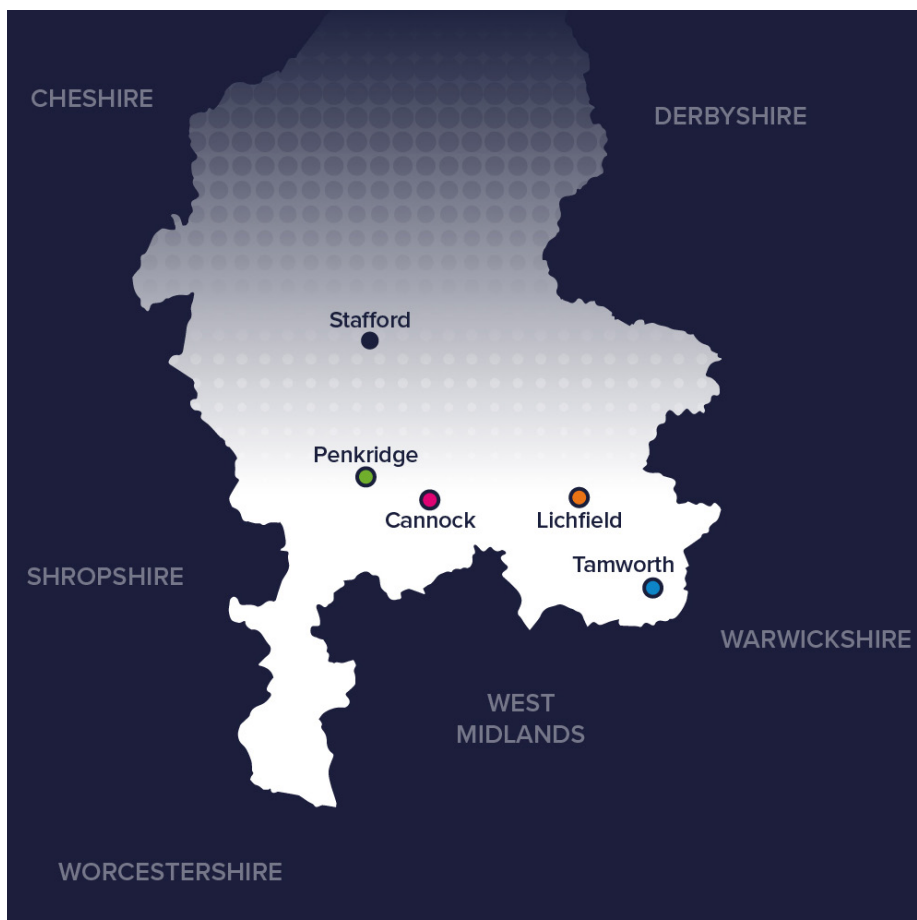 CHESHIRE
DERBYSHIRE
Stafford
Penkridge
Cannock
Lichfield
Tamworth
SHROPSHIRE
WARWICKSHIRE
WEST
MIDLANDS
WORCESTERSHIRE